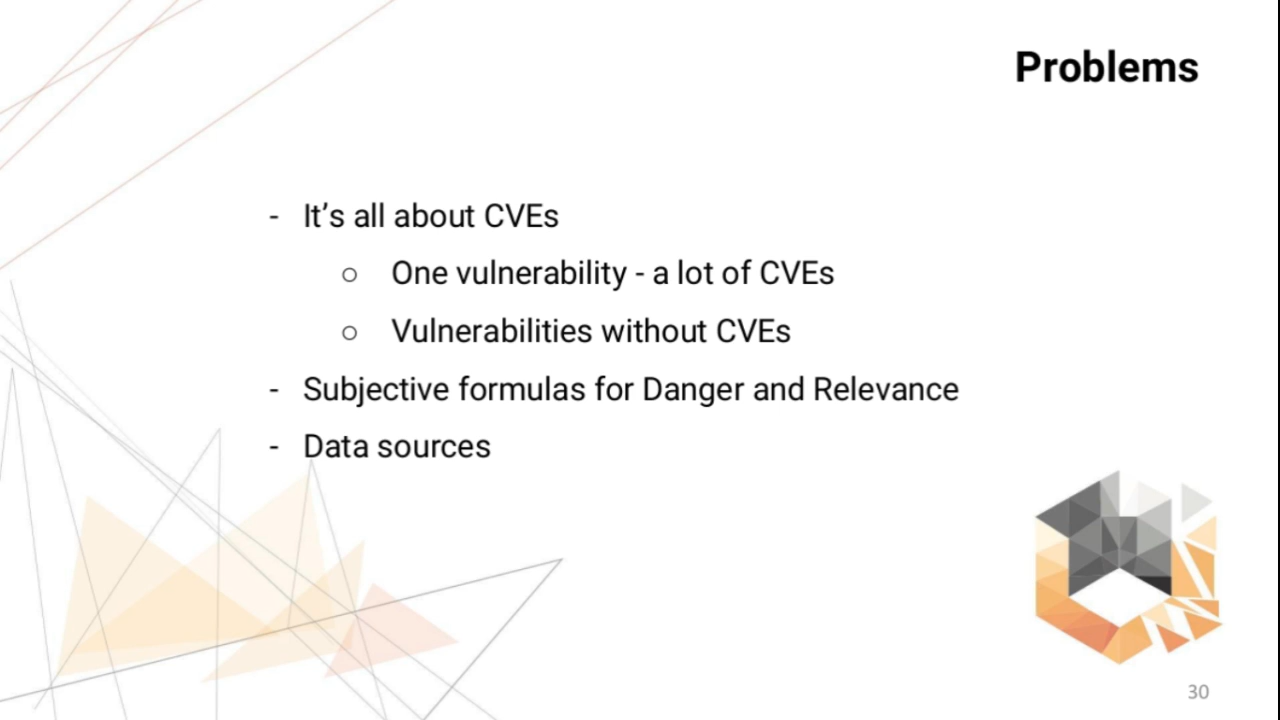 Problems
- It’s all about CVEs
○ One vulnerability - a lot of CVEs
○ Vulnerabilities without CVEs
- Subjective formulas for Danger and Relevance
- Data sources
30